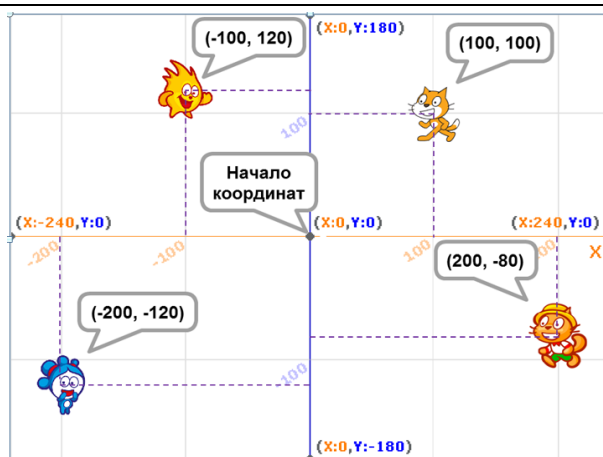 (X:0,Y:180)
(-100, 120)
(100, 100)
100
Начало
координат
(X:-240,Y:0)
(X:0,Y:0)
(X:240,Y:0)
-200
-100
100
X
(200, -80)
(-200, -120)
100
(X:0,Y:-180)